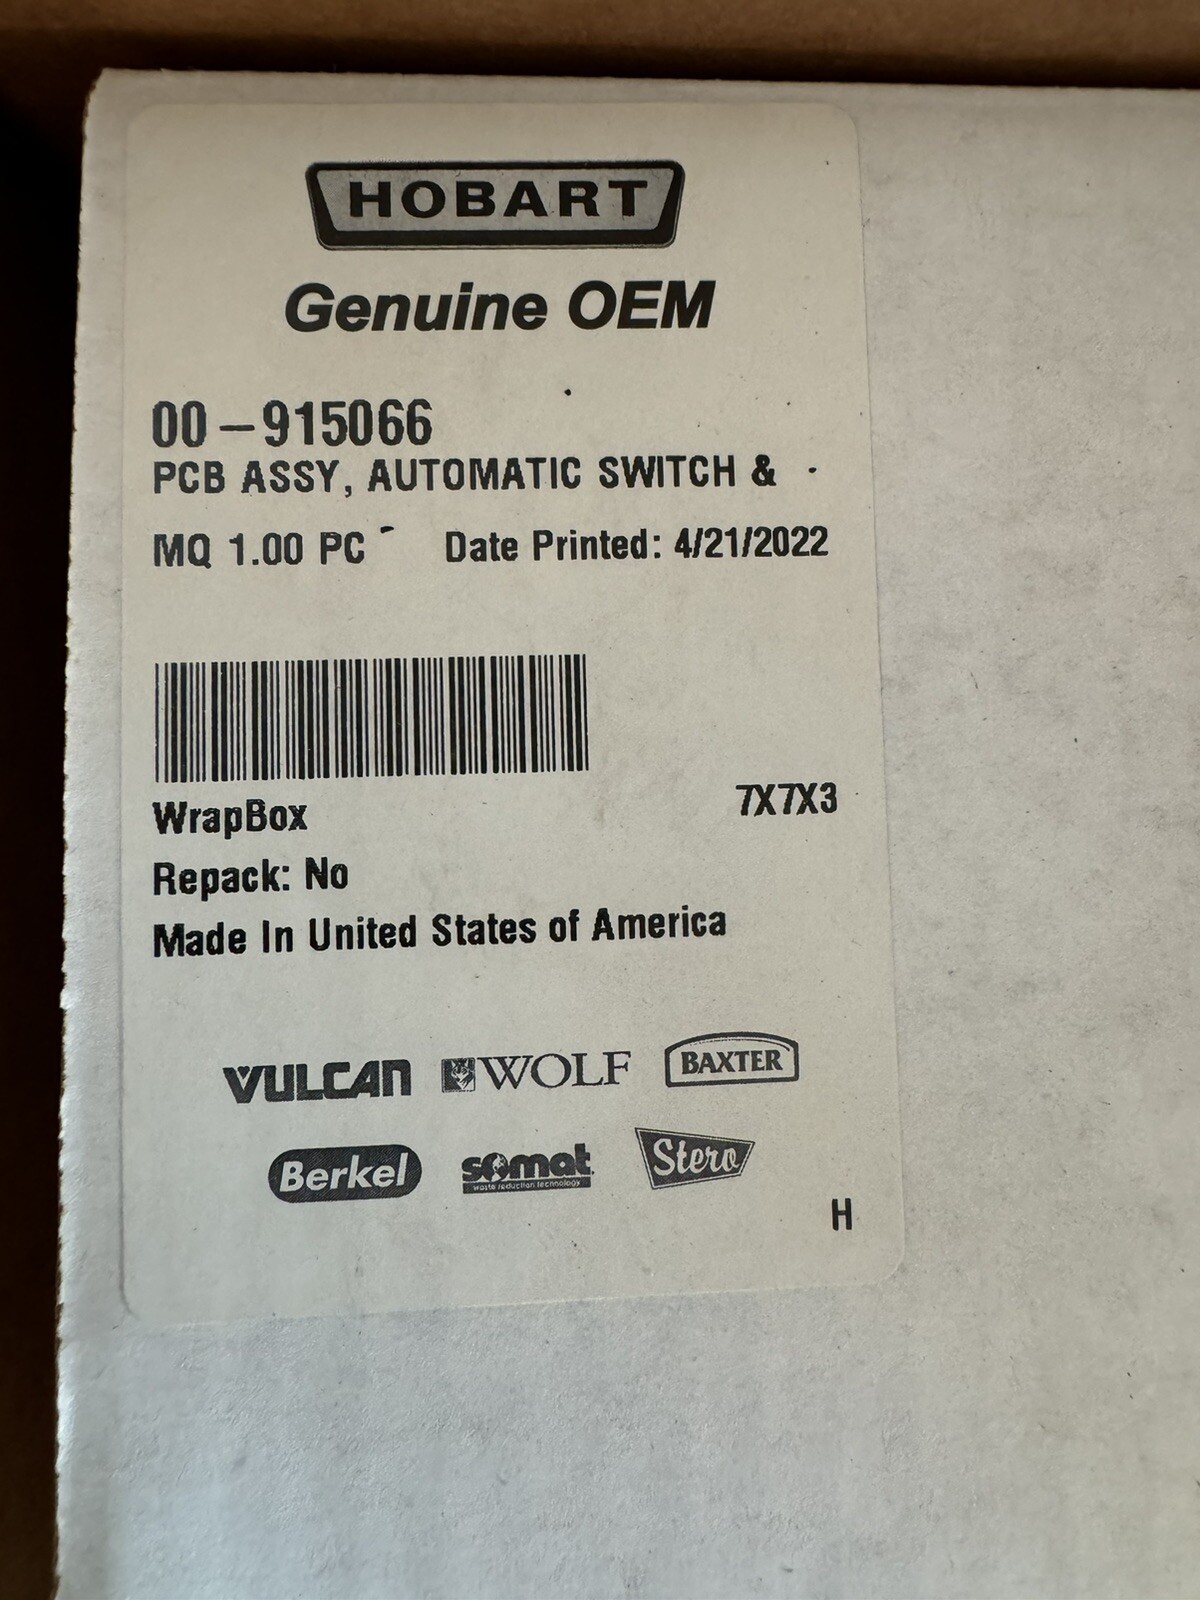 HOBART
Genuine OEM
00-915066
PCB ASSY, AUTOMATIC SWITCH &
MQ 1.00 PC Date Printed: 4/21/2022
WrapBox 7X7X3
Repack: No
Made In United States of America
VULCAN WOLF BAXTER
Berkel somat Stero
waste reduction technology
H